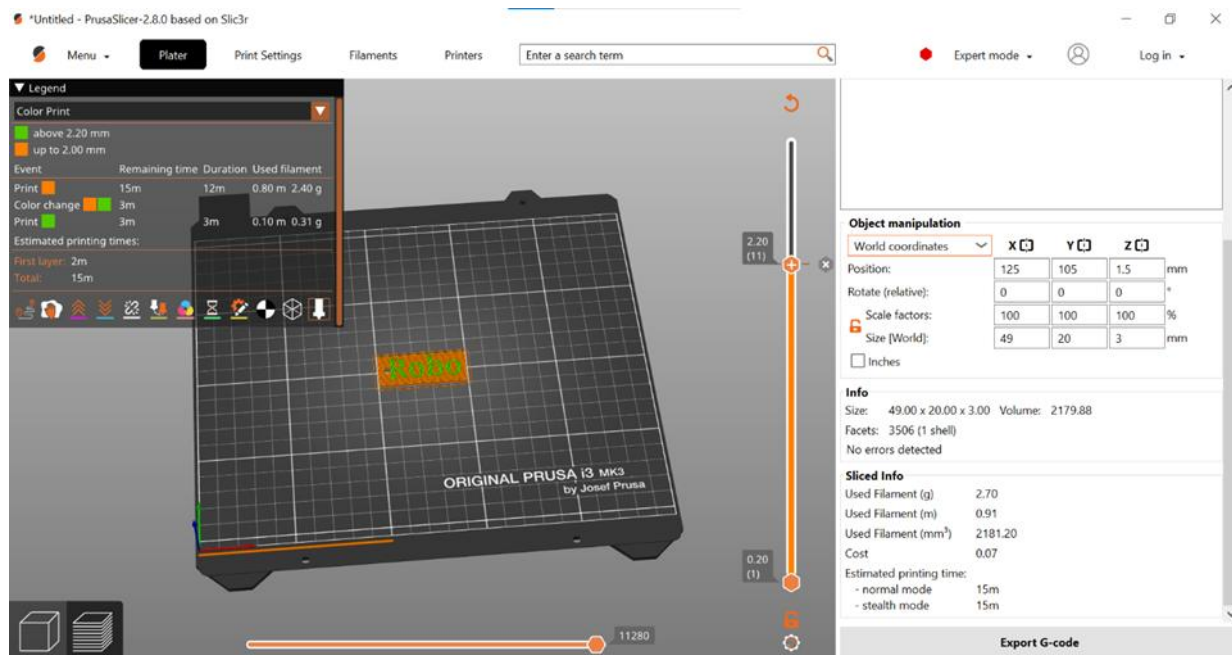 *Untitled - PrusaSlicer-2.8.0 based on Slic3r
Menu Plater Print Settings Filaments Printers Enter a search term Expert mode Log in
Legend
Color Print
above 2.20 mm
up to 2.00 mm
Event Remaining time Duration Used filament
Print 15m 12m 0.80 m 2.40 g
Color change 3m
Print 3m 3m 0.10 m 0.31 g
Estimated printing times:
First layer: 2m
Total: 15m
2.20
(11)
Robo
ORIGINAL PRUSA i3 MK3
by Josef Prusa
0.20
(1)
11280
Object manipulation
World coordinates X Y Z
Position: 125 105 1.5 mm
Rotate (relative): 0 0 0 °
Scale factors: 100 100 100 %
Size [World]: 49 20 3 mm
Inches
Info
Size: 49.00 x 20.00 x 3.00 Volume: 2179.88
Facets: 3506 (1 shell)
No errors detected
Sliced Info
Used Filament (g) 2.70
Used Filament (m) 0.91
Used Filament (mm³) 2181.20
Cost 0.07
Estimated printing time:
- normal mode 15m
- stealth mode 15m
Export G-code